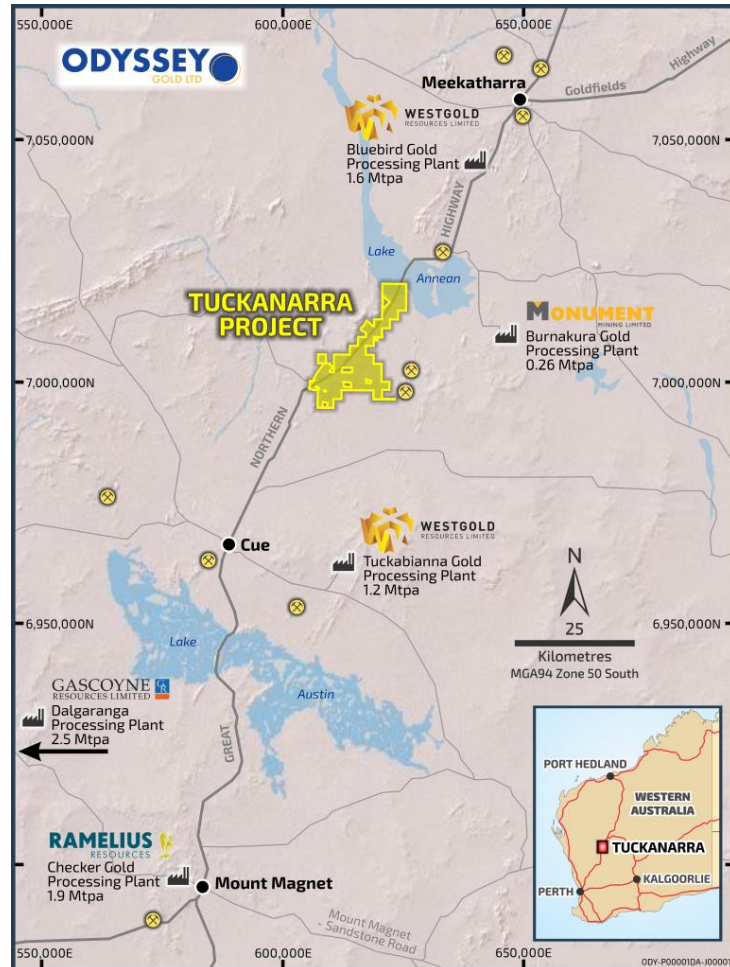 550,000E
600,000E
650,000E
ODYSSEY
GOLD LTD
Highway
Meekatharra
Goldfields
WESTGOLD
RESOURCES LIMITED
7,050,000N
7,050,000N
Bluebird Gold
Processing Plant
1.6 Mtpa
HIGHWAY
Lake
Annean
TUCKANARRA
PROJECT
MONUMENT
MINING LIMITED
Burnakura Gold
Processing Plant
0.26 Mtpa
7,000,000N
7,000,000N
NORTHERN
WESTGOLD
RESOURCES LIMITED
Cue
Tuckabianna Gold
Processing Plant
1.2 Mtpa
N
6,950,000N
6,950,000N
25
Kilometres
MGA94 Zone 50 South
Lake
Austin
GASCOYNE
RESOURCES LIMITED
GR
Dalgaranga
Processing Plant
2.5 Mtpa
GREAT
PORT HEDLAND
WESTERN
AUSTRALIA
TUCKANARRA
KALGOORLIE
PERTH
RAMELIUS
RESOURCES
Checker Gold
Processing Plant
1.9 Mtpa
Mount Magnet
Mount Magnet
- Sandstone Road
550,000E
600,000E
650,000E
ODY-P00001DA-J00001